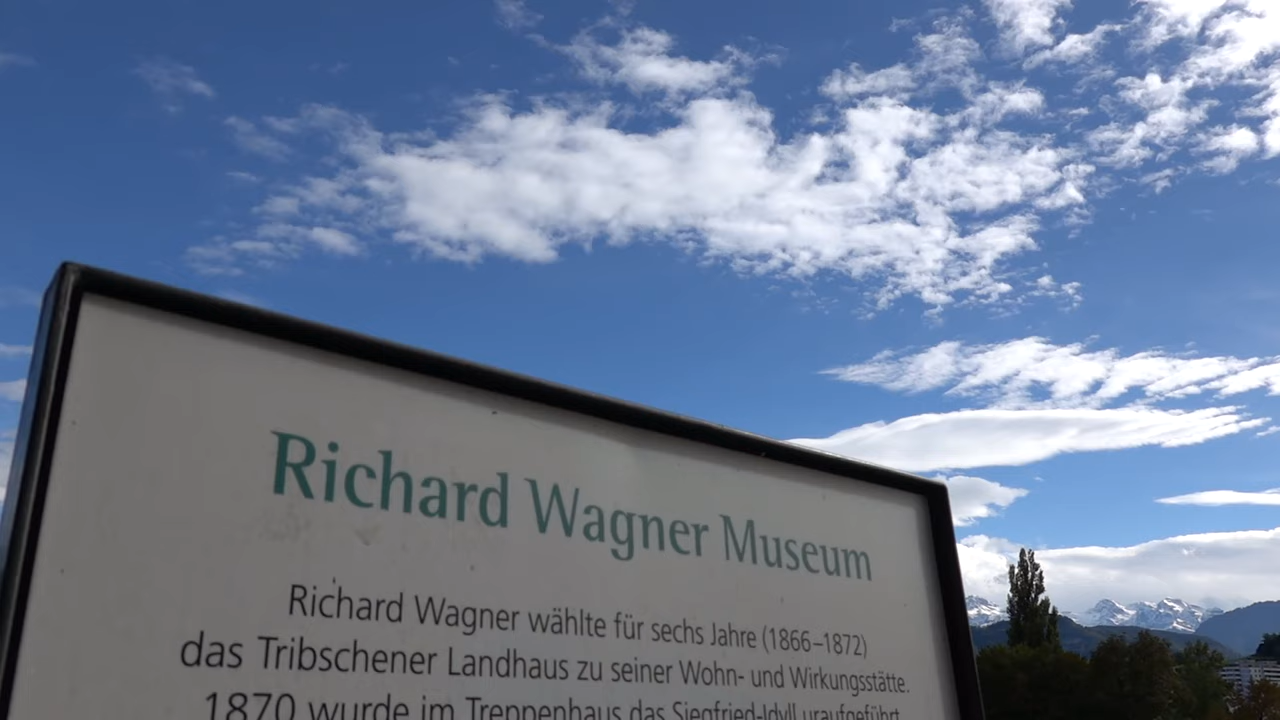 Richard Wagner Museum
Richard Wagner wählte für sechs Jahre (1866–1872)
das Tribschener Landhaus zu seiner Wohn- und Wirkungsstätte.
1870 wurde im Treppenhaus das Siegfried-Idyll uraufgeführt.